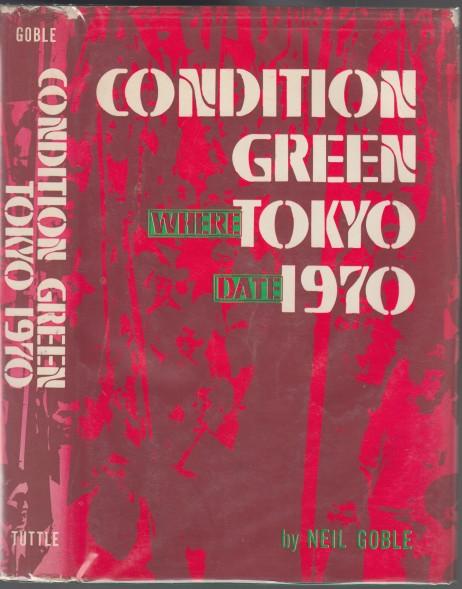 GOBLE
CONDITION GREEN
TOKYO 1970
TUTTLE
CONDITION
GREEN
WHERE TOKYO
DATE 1970
by NEIL GOBLE